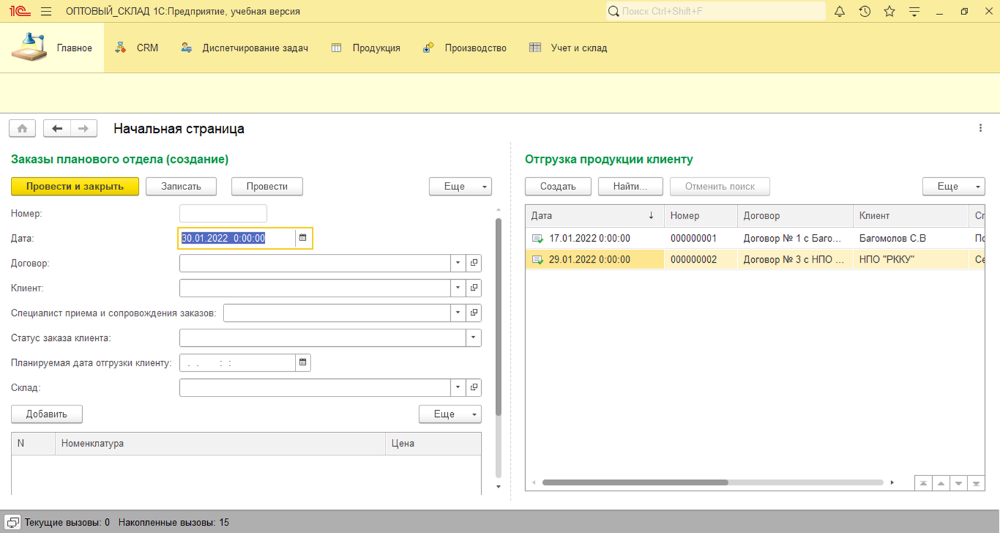 1С ОПТОВЫЙ_СКЛАД 1С:Предприятие, учебная версия Поиск Ctrl+Shift+F
Главное CRM Диспетчирование задач Продукция Производство Учет и склад
Начальная страница
Заказы планового отдела (создание)
Провести и закрыть Записать Провести Еще
Номер:
Дата: 30.01.2022 0:00:00
Договор:
Клиент:
Специалист приема и сопровождения заказов:
Статус заказа клиента:
Планируемая дата отгрузки клиенту: . . : :
Склад:
Добавить Еще
N Номенклатура Цена
Отгрузка продукции клиенту
Создать Найти... Отменить поиск Еще
Дата ↓ Номер Договор Клиент Сп
17.01.2022 0:00:00 000000001 Договор № 1 с Баго... Багомолов С.В По
29.01.2022 0:00:00 000000002 Договор № 3 с НПО ... НПО "РККУ" Се
Текущие вызовы: 0 Накопленные вызовы: 15